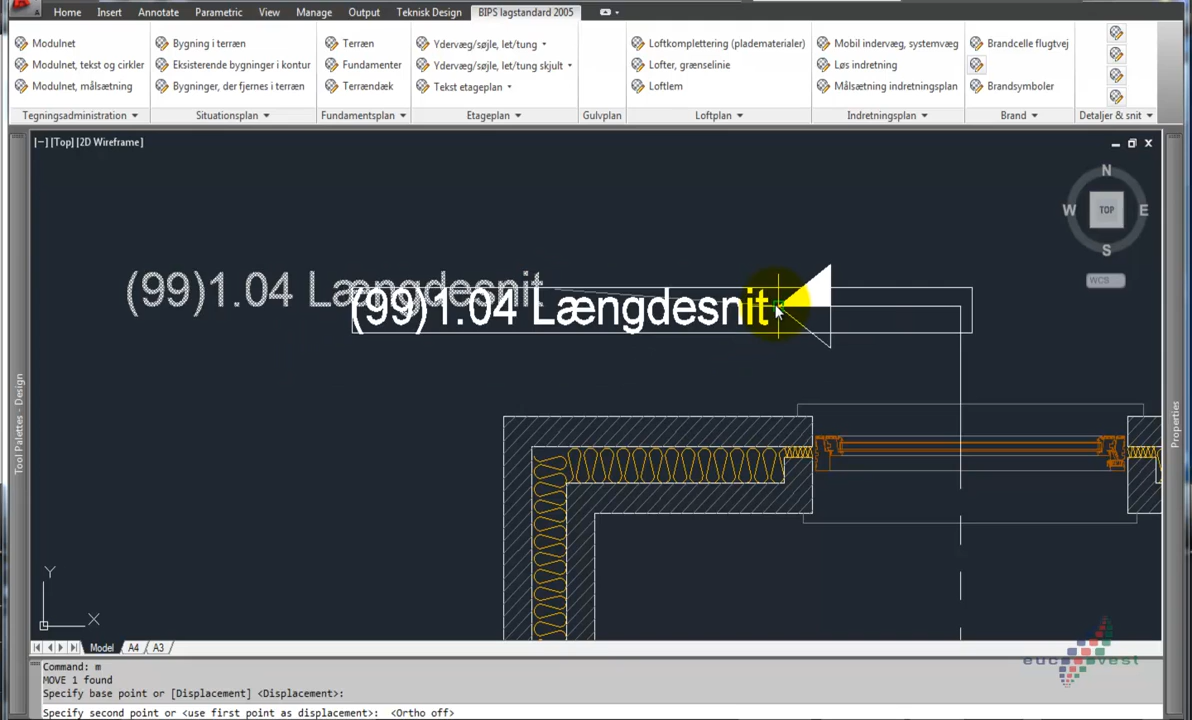 Home Insert Annotate Parametric View Manage Output Teknisk Design BIPS lagstandard 2005
Modulnet
Modulnet, tekst og cirkler
Modulnet, målsætning
Tegningsadministration
Bygning i terræn
Eksisterende bygninger i kontur
Bygninger, der fjernes i terræn
Situationsplan
Terræn
Fundamenter
Terrændæk
Fundamentsplan
Ydervæg/søjle, let/tung
Ydervæg/søjle, let/tung skjult
Tekst etageplan
Etageplan
Gulvplan
Loftkomplettering (pladematerialer)
Lofter, grænselinie
Loftlem
Loftplan
Mobil indervæg, systemvæg
Løs indretning
Målsætning indretningsplan
Indretningsplan
Brandcelle flugtvej
Brandsymboler
Brand
Detaljer & snit
[−] [Top] [2D Wireframe]
N
W TOP E
S
WCS
(99)1.04 Længdesnit
(99)1.04 Længdesnit
Tool Palettes - Design
Properties
Y
X
Model A4 A3
eucnvest
Command: m
MOVE 1 found
Specify base point or [Displacement] <Displacement>:
Specify second point or <use first point as displacement>: <Ortho off>